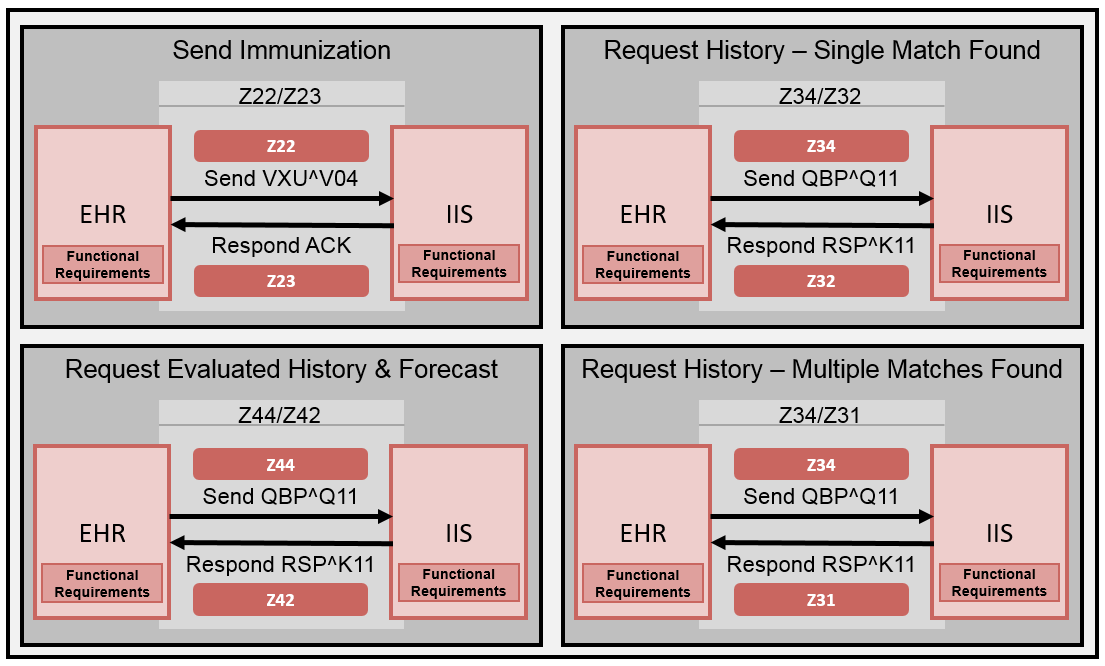 Send Immunization
Z22/Z23
Z22
Send VXU^V04
EHR
IIS
Respond ACK
Functional
Requirements
Functional
Requirements
Z23
Request History – Single Match Found
Z34/Z32
Z34
Send QBP^Q11
EHR
IIS
Respond RSP^K11
Functional
Requirements
Functional
Requirements
Z32
Request Evaluated History & Forecast
Z44/Z42
Z44
Send QBP^Q11
EHR
IIS
Respond RSP^K11
Functional
Requirements
Functional
Requirements
Z42
Request History – Multiple Matches Found
Z34/Z31
Z34
Send QBP^Q11
EHR
IIS
Respond RSP^K11
Functional
Requirements
Functional
Requirements
Z31